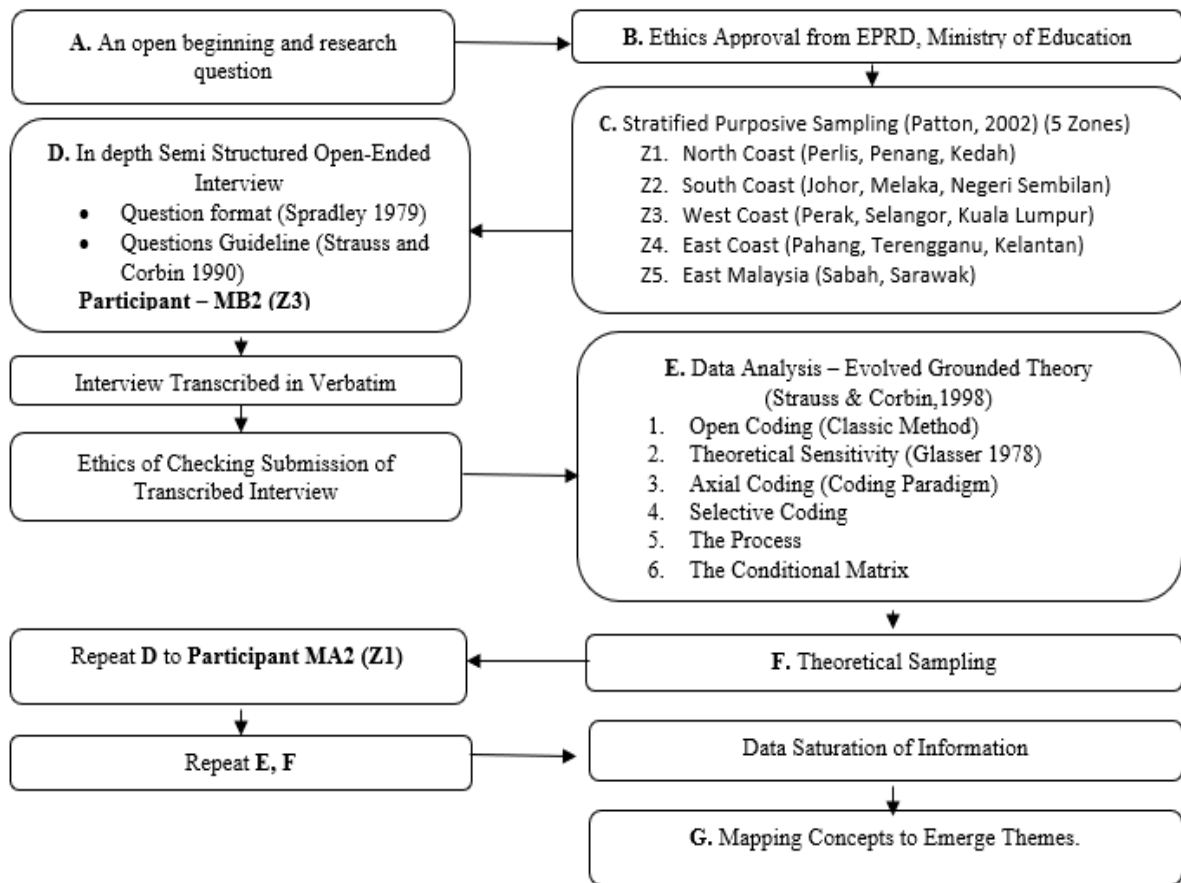 A. An open beginning and research
question
B. Ethics Approval from EPRD, Ministry of Education
C. Stratified Purposive Sampling (Patton, 2002) (5 Zones)
Z1. North Coast (Perlis, Penang, Kedah)
Z2. South Coast (Johor, Melaka, Negeri Sembilan)
Z3. West Coast (Perak, Selangor, Kuala Lumpur)
Z4. East Coast (Pahang, Terengganu, Kelantan)
Z5. East Malaysia (Sabah, Sarawak)
D. In depth Semi Structured Open-Ended
Interview
• Question format (Spradley 1979)
• Questions Guideline (Strauss and
Corbin 1990)
Participant – MB2 (Z3)
Interview Transcribed in Verbatim
Ethics of Checking Submission of
Transcribed Interview
E. Data Analysis – Evolved Grounded Theory
(Strauss & Corbin,1998)
1. Open Coding (Classic Method)
2. Theoretical Sensitivity (Glasser 1978)
3. Axial Coding (Coding Paradigm)
4. Selective Coding
5. The Process
6. The Conditional Matrix
F. Theoretical Sampling
Repeat D to Participant MA2 (Z1)
Repeat E, F
Data Saturation of Information
G. Mapping Concepts to Emerge Themes.